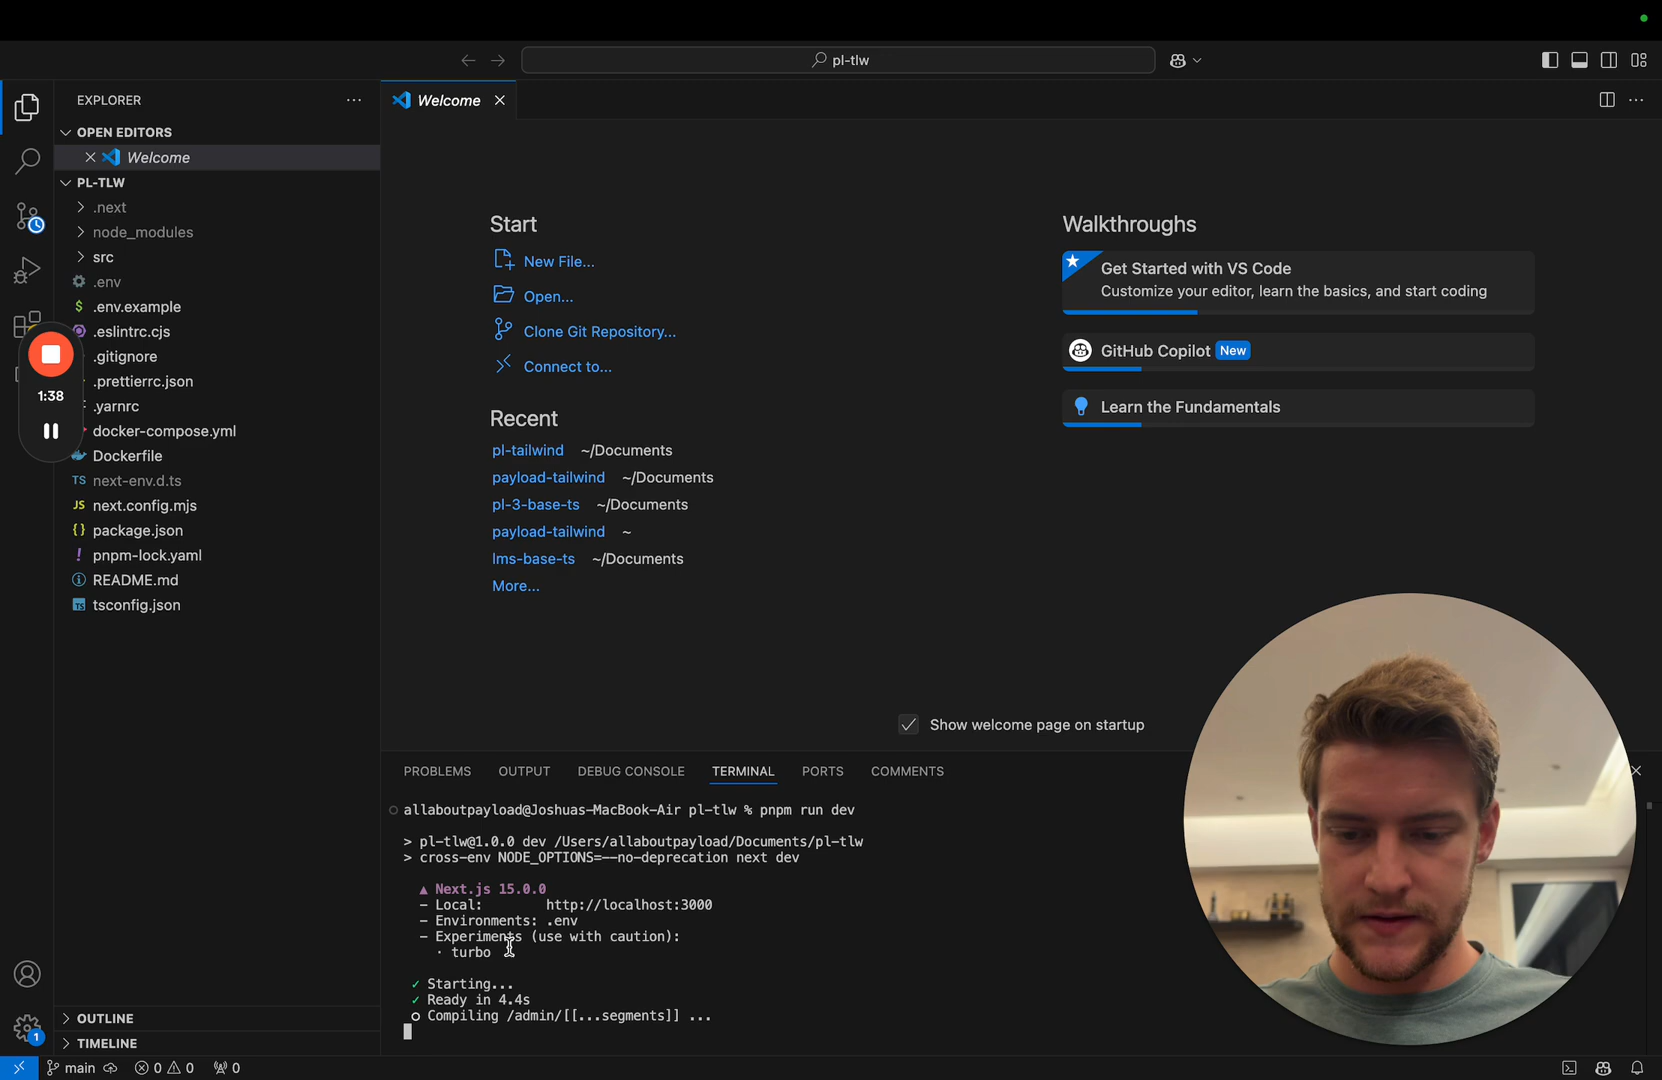 pl-tlw
EXPLORER
OPEN EDITORS
Welcome
PL-TLW
.next
node_modules
src
.env
$ .env.example
.eslintrc.cjs
.gitignore
.prettierrc.json
.yarnrc
docker-compose.yml
Dockerfile
TS next-env.d.ts
JS next.config.mjs
{} package.json
! pnpm-lock.yaml
README.md
TS tsconfig.json
OUTLINE
TIMELINE
1:38
1
Welcome
Start
New File...
Open...
Clone Git Repository...
Connect to...
Recent
pl-tailwind ~/Documents
payload-tailwind ~/Documents
pl-3-base-ts ~/Documents
payload-tailwind ~
lms-base-ts ~/Documents
More...
Walkthroughs
Get Started with VS Code
Customize your editor, learn the basics, and start coding
GitHub Copilot New
Learn the Fundamentals
Show welcome page on startup
PROBLEMS OUTPUT DEBUG CONSOLE TERMINAL PORTS COMMENTS
allaboutpayload@Joshuas-MacBook-Air pl-tlw % pnpm run dev
> pl-tlw@1.0.0 dev /Users/allaboutpayload/Documents/pl-tlw
> cross-env NODE_OPTIONS=--no-deprecation next dev
▲ Next.js 15.0.0
- Local: http://localhost:3000
- Environments: .env
- Experiments (use with caution):
· turbo
✓ Starting...
✓ Ready in 4.4s
○ Compiling /admin/[[...segments]] ...
main 0 0 0